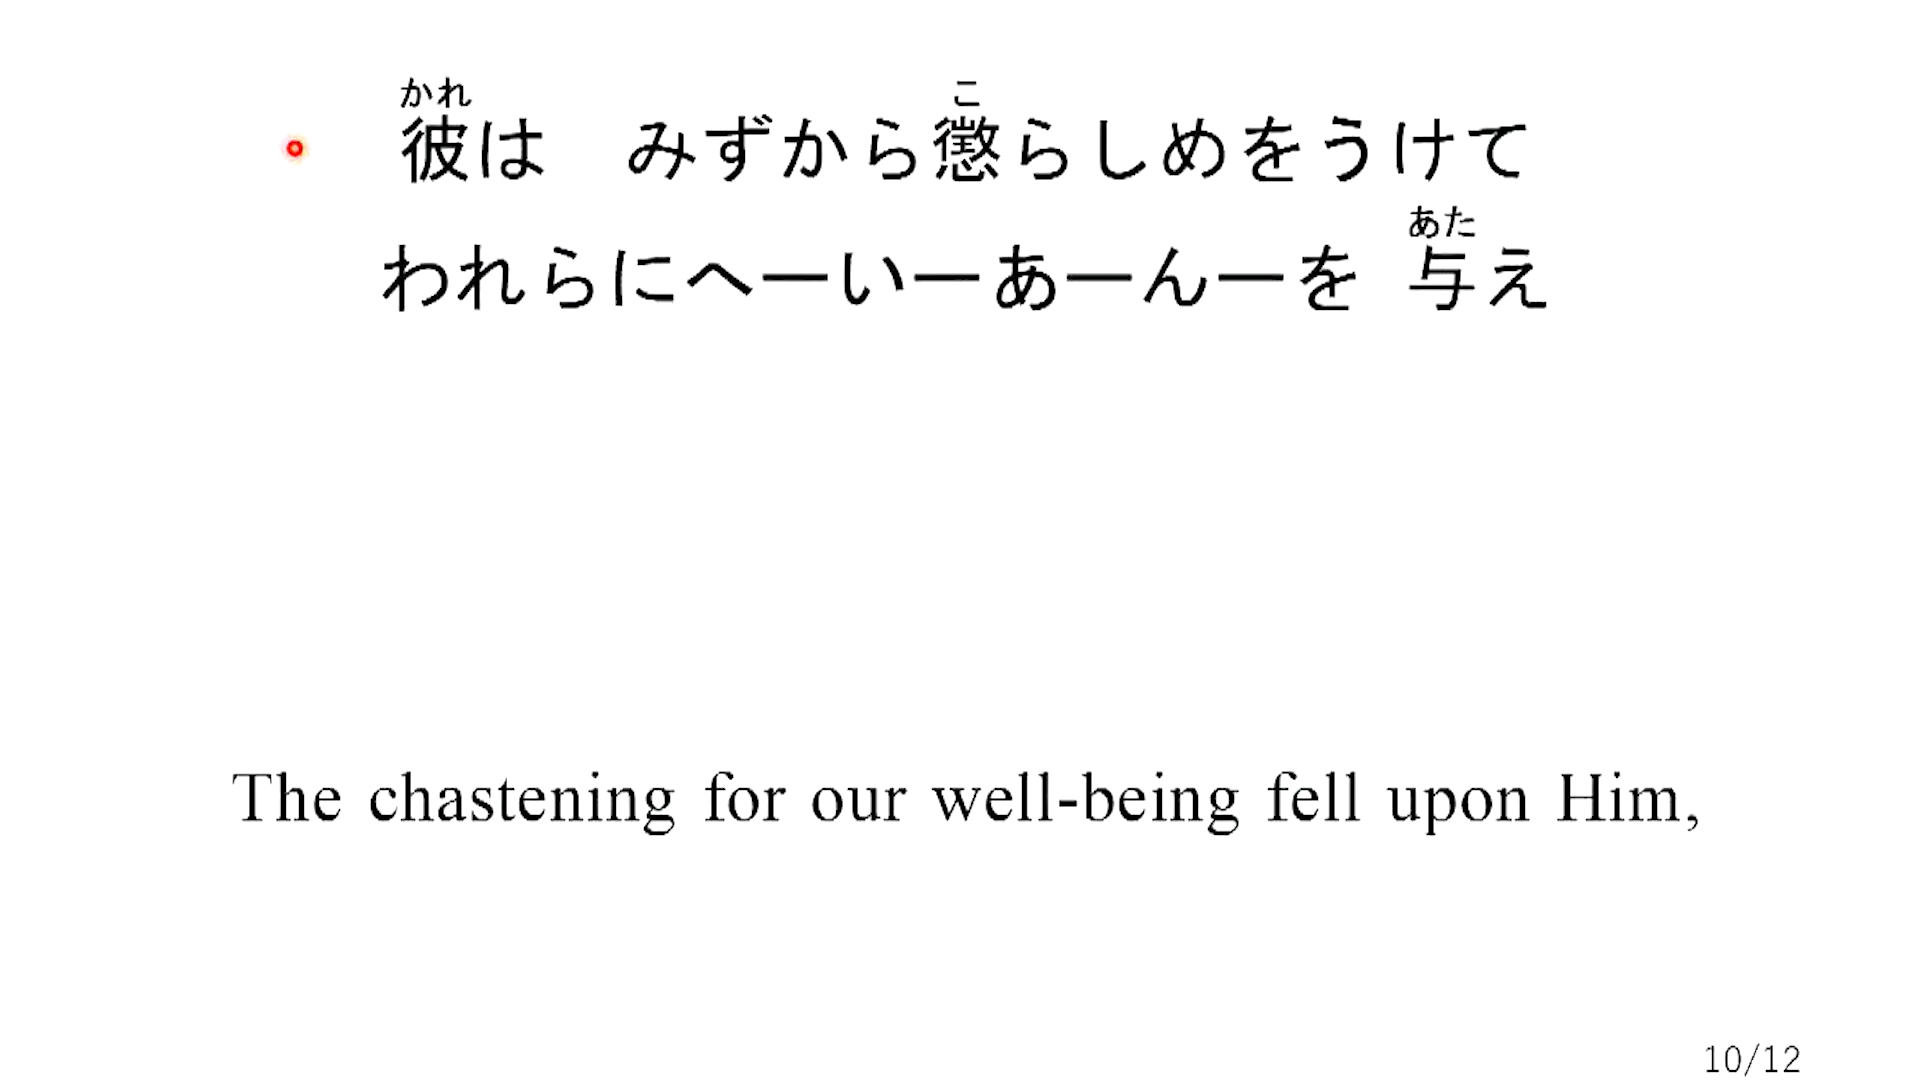 かれ こ
彼は みずから懲らしめをうけて
あた
われらにへーいーあーんーを 与え
The chastening for our well-being fell upon Him,
10/12